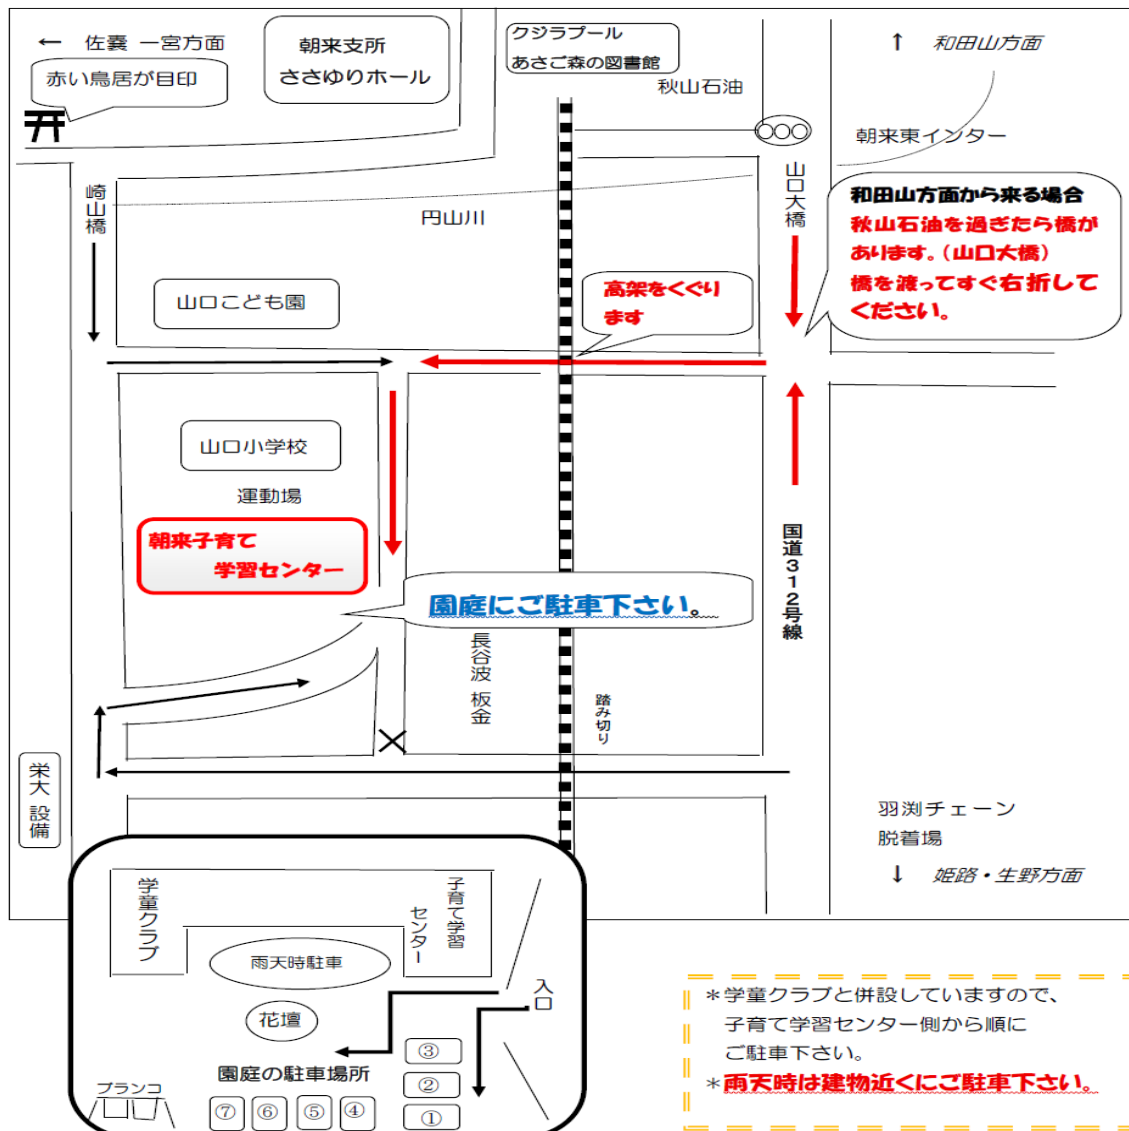 ← 佐嚢 一宮方面
赤い鳥居が目印
朝来支所
ささゆりホール
クジラプール
あさご森の図書館
秋山石油
↑ 和田山方面
朝来東インター
崎山橋
円山川
山口大橋
和田山方面から来る場合
秋山石油を過ぎたら橋が
あります。(山口大橋)
橋を渡ってすぐ右折して
ください。
山口こども園
高架をくぐり
ます
山口小学校
運動場
朝来子育て
学習センター
園庭にご駐車下さい。
国道312号線
長谷波 板金
踏み切り
栄大 設備
羽渕チェーン
脱着場
↓ 姫路・生野方面
学童クラブ
子育て学習
センター
雨天時駐車
入口
花壇
③
園庭の駐車場所
②
ブランコ
⑦ ⑥ ⑤ ④ ①
＊学童クラブと併設していますので、
子育て学習センター側から順に
ご駐車下さい。
＊雨天時は建物近くにご駐車下さい。